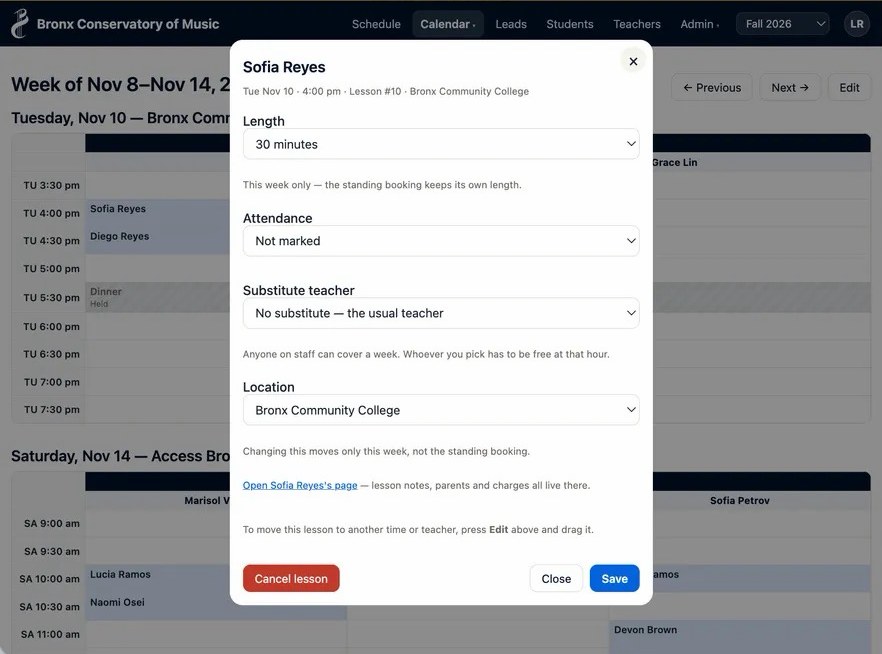 Bronx Conservatory of Music
Schedule
Calendar
Leads
Students
Teachers
Admin
Fall 2026
LR
Week of Nov 8–Nov 14, 2
← Previous
Next →
Edit
Tuesday, Nov 10 — Bronx Comm
Grace Lin
TU 3:30 pm
TU 4:00 pm
Sofia Reyes
TU 4:30 pm
Diego Reyes
TU 5:00 pm
TU 5:30 pm
Dinner
Held
TU 6:00 pm
TU 6:30 pm
TU 7:00 pm
TU 7:30 pm
Saturday, Nov 14 — Access Bro
Marisol V
Sofia Petrov
SA 9:00 am
SA 9:30 am
SA 10:00 am
Lucia Ramos
amos
SA 10:30 am
Naomi Osei
SA 11:00 am
Devon Brown
Sofia Reyes
×
Tue Nov 10 · 4:00 pm · Lesson #10 · Bronx Community College
Length
30 minutes
This week only — the standing booking keeps its own length.
Attendance
Not marked
Substitute teacher
No substitute — the usual teacher
Anyone on staff can cover a week. Whoever you pick has to be free at that hour.
Location
Bronx Community College
Changing this moves only this week, not the standing booking.
Open Sofia Reyes's page — lesson notes, parents and charges all live there.
To move this lesson to another time or teacher, press Edit above and drag it.
Cancel lesson
Close
Save